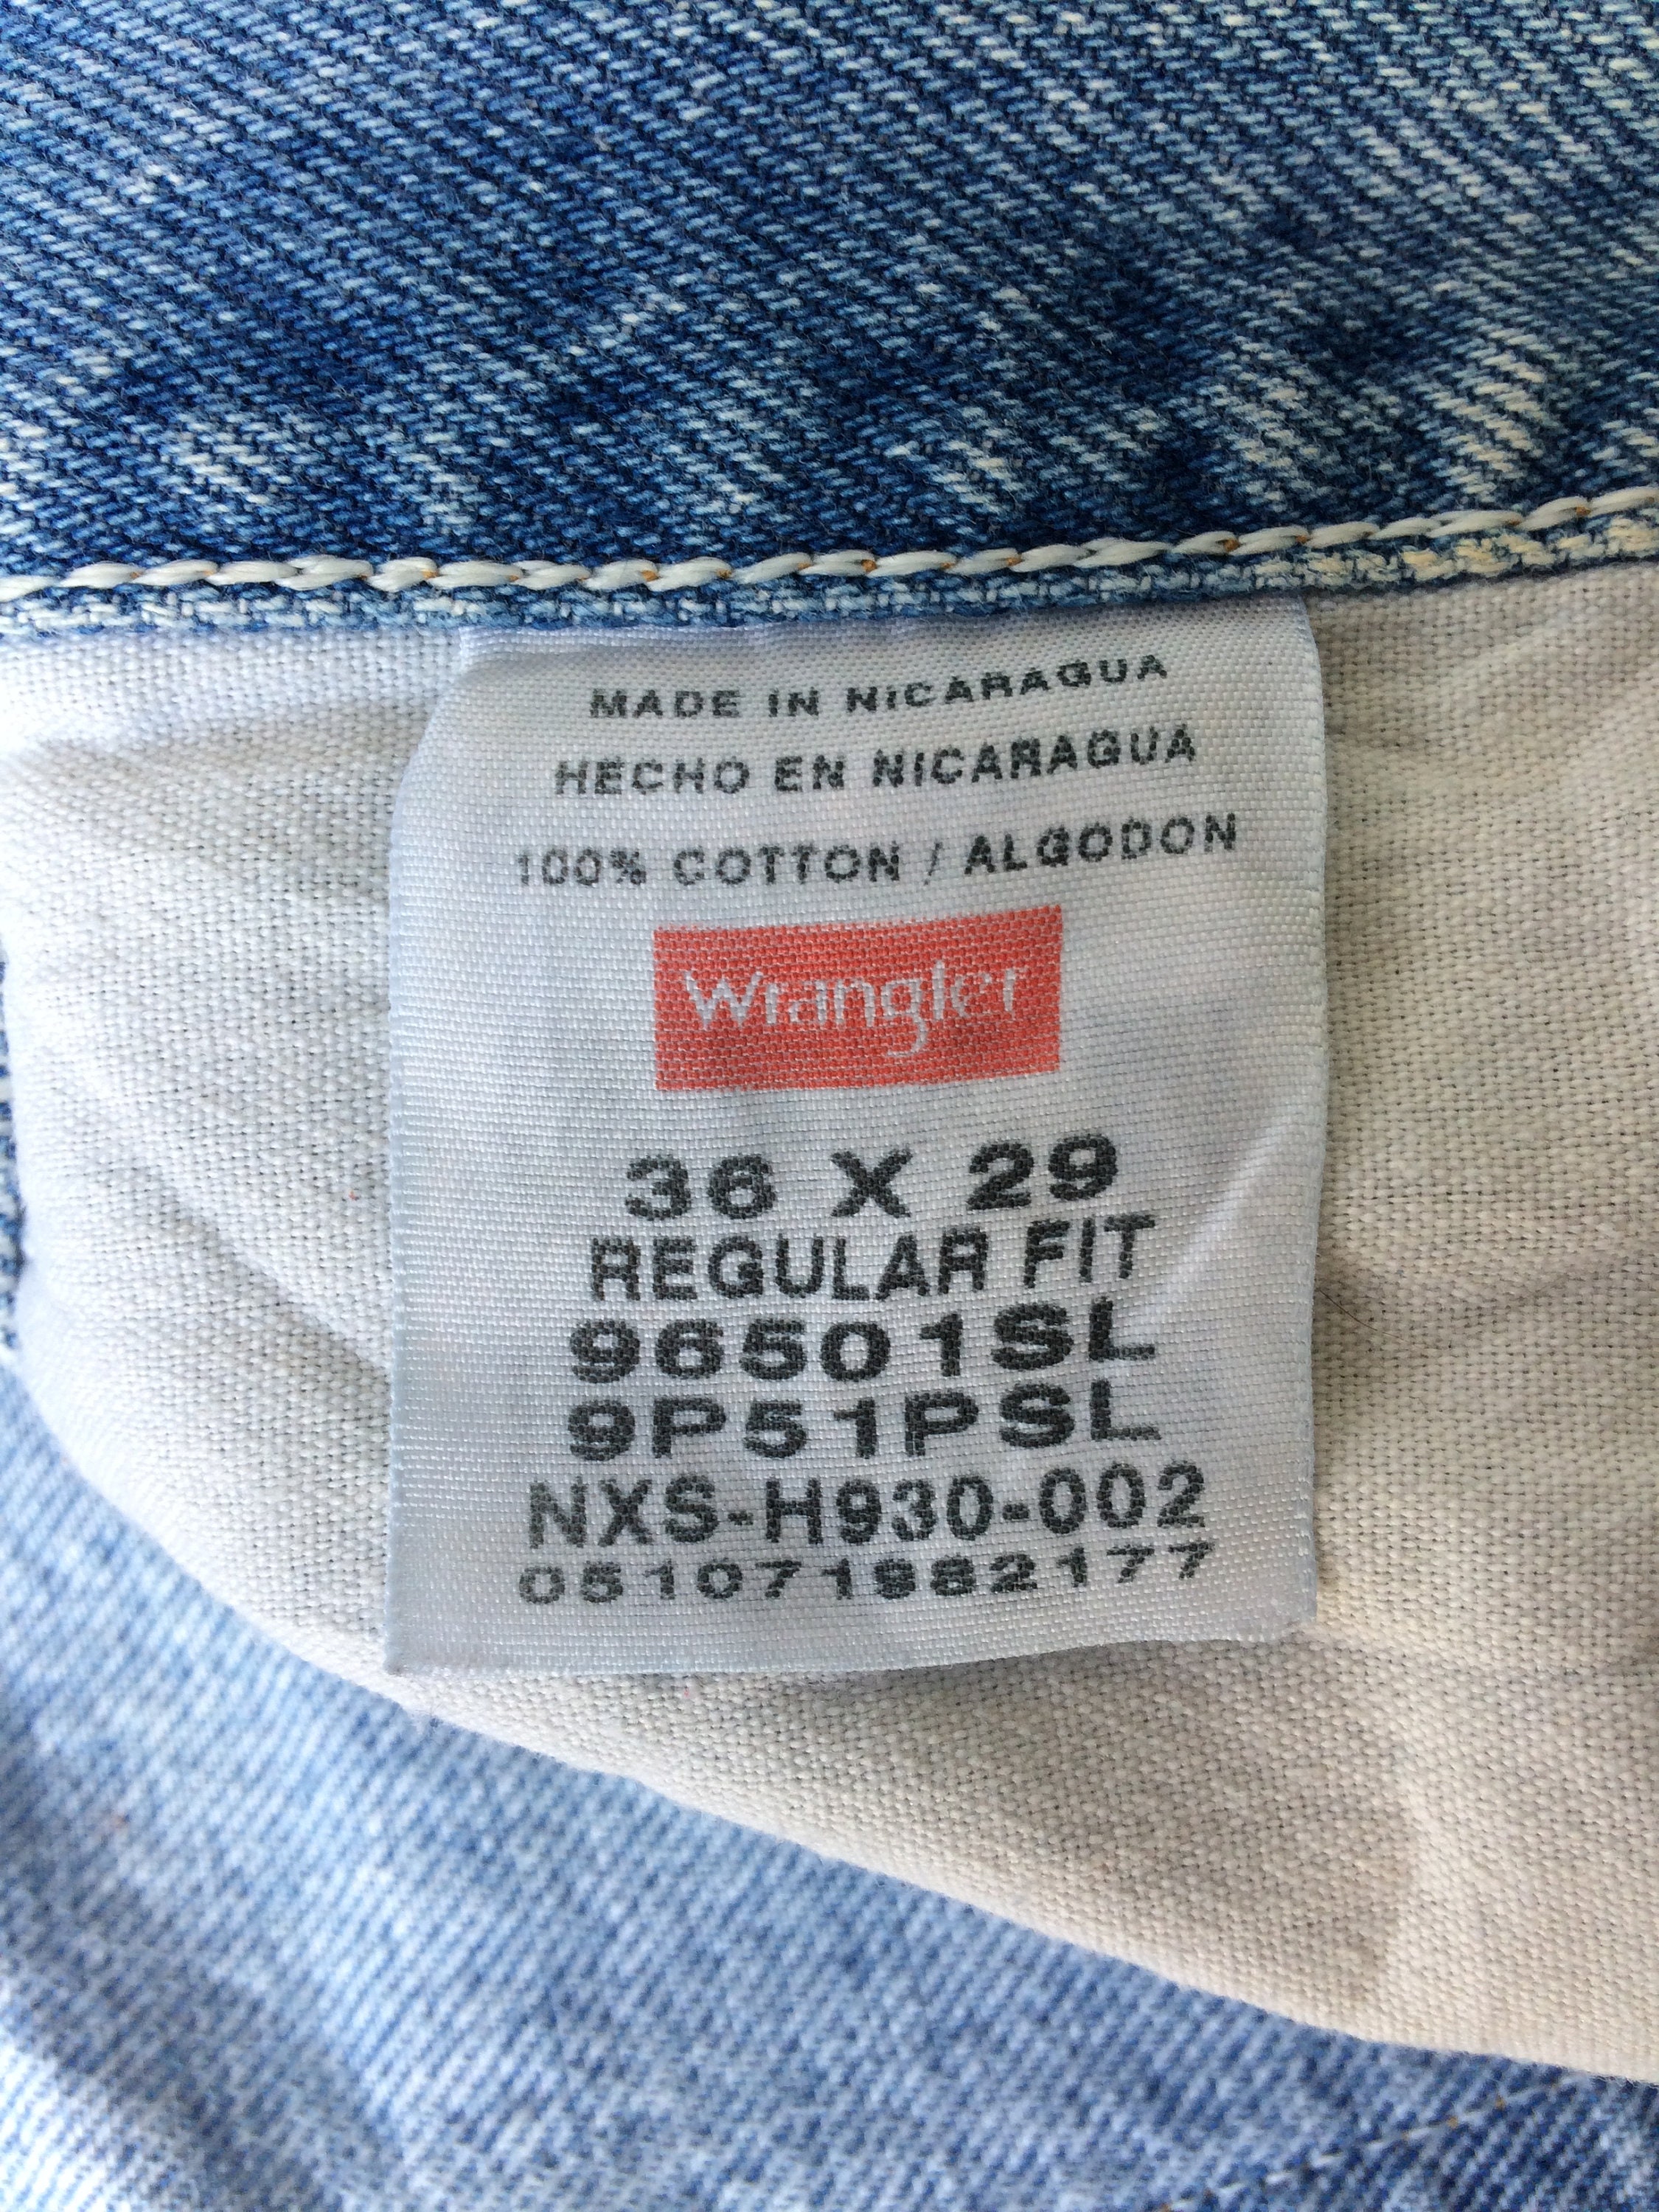 MADE IN NICARAGUA
HECHO EN NICARAGUA
100% COTTON / ALGODON
Wrangler
36 X 29
REGULAR FIT
96501SL
9P51PSL
NXS-H930-002
051071982177